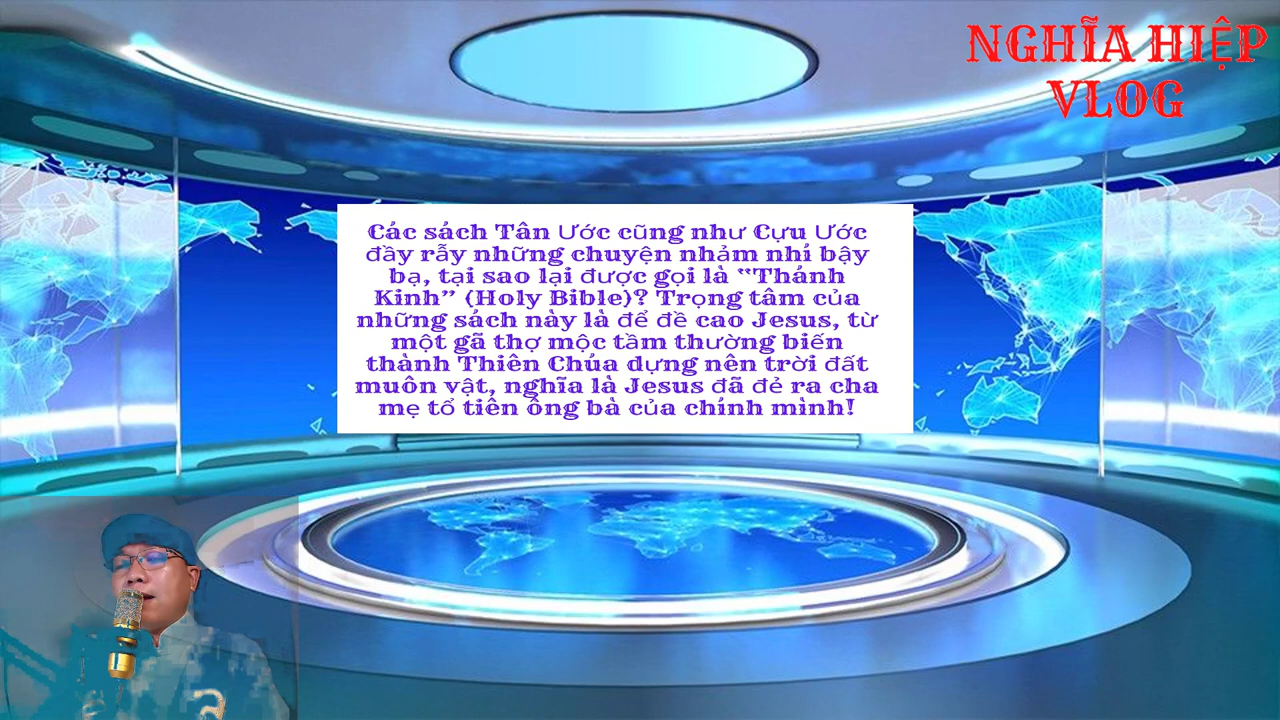 NGHĨA HIỆP
VLOG
Các sách Tân Ước cũng như Cựu Ước
đầy rẫy những chuyện nhảm nhí bậy
bạ, tại sao lại được gọi là “Thánh
Kinh” (Holy Bible)? Trọng tâm của
những sách này là để đề cao Jesus, từ
một gã thợ mộc tầm thường biến
thành Thiên Chúa dựng nên trời đất
muôn vật, nghĩa là Jesus đã đẻ ra cha
mẹ tổ tiên ông bà của chính mình!